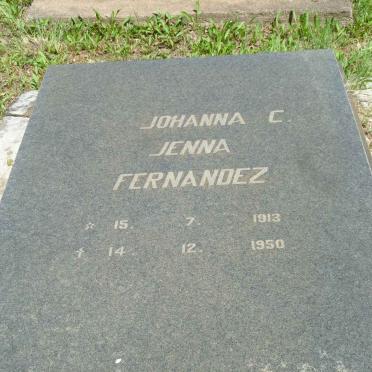 JOHANNA C.
JENNA
FERNANDEZ
☆ 15. 7. 1913
† 14. 12. 1950